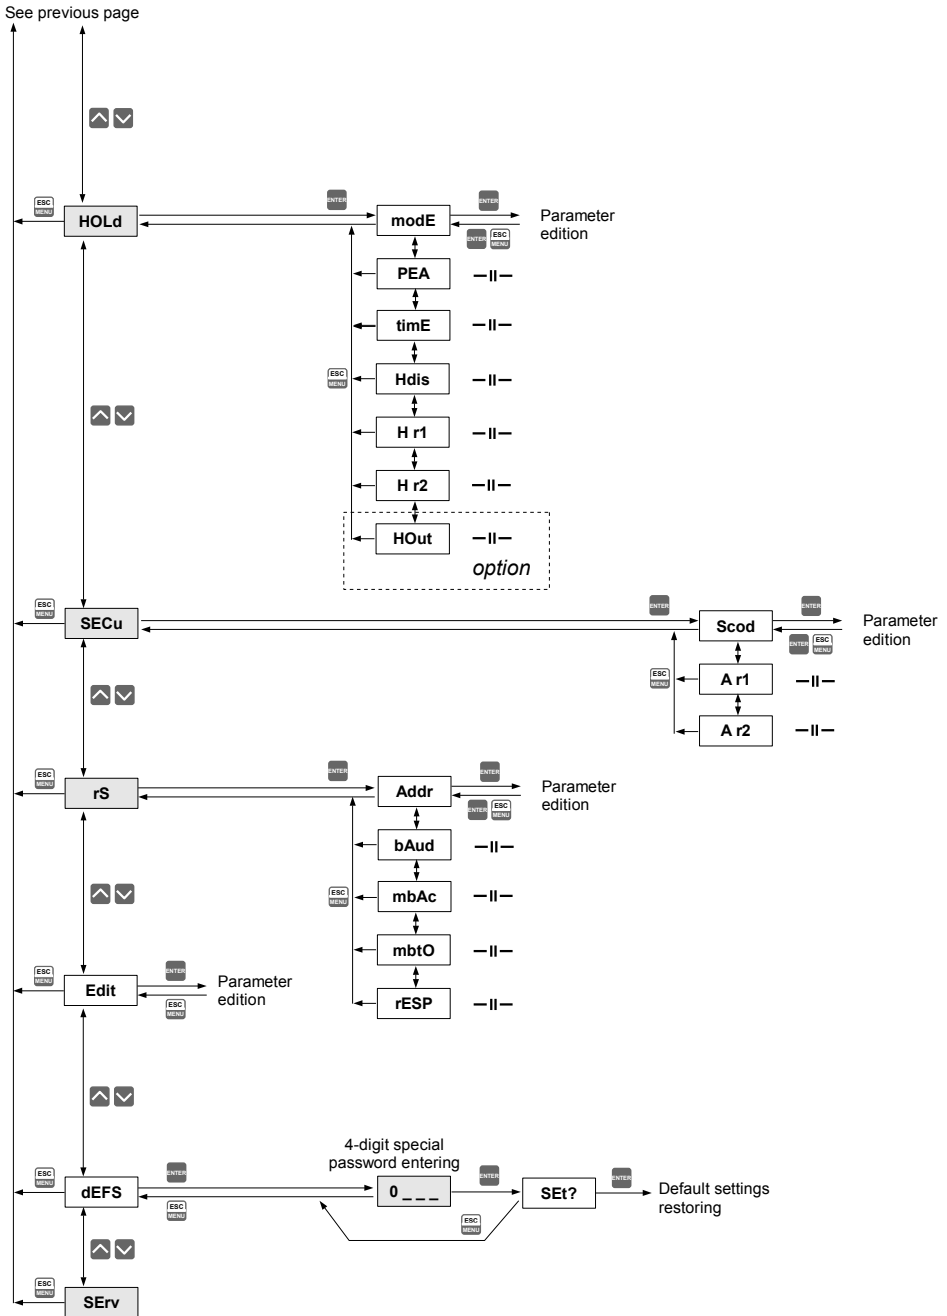 See previous page
ESC
MENU
HOLd
ENTER
modE
ENTER
ENTER
ESC
MENU
Parameter
edition
PEA
–II–
timE
–II–
ESC
MENU
Hdis
–II–
H r1
–II–
H r2
–II–
HOut
–II–
option
ESC
MENU
SECu
ENTER
Scod
ENTER
ENTER
ESC
MENU
Parameter
edition
ESC
MENU
A r1
–II–
A r2
–II–
ESC
MENU
rS
ENTER
Addr
ENTER
ENTER
ESC
MENU
Parameter
edition
bAud
–II–
ESC
MENU
mbAc
–II–
mbtO
–II–
rESP
–II–
ESC
MENU
Edit
ENTER
ESC
MENU
Parameter
edition
ESC
MENU
dEFS
ENTER
ESC
MENU
4-digit special
password entering
0 _ _ _
ENTER
ESC
MENU
SEt?
ENTER
Default settings
restoring
ESC
MENU
SErv